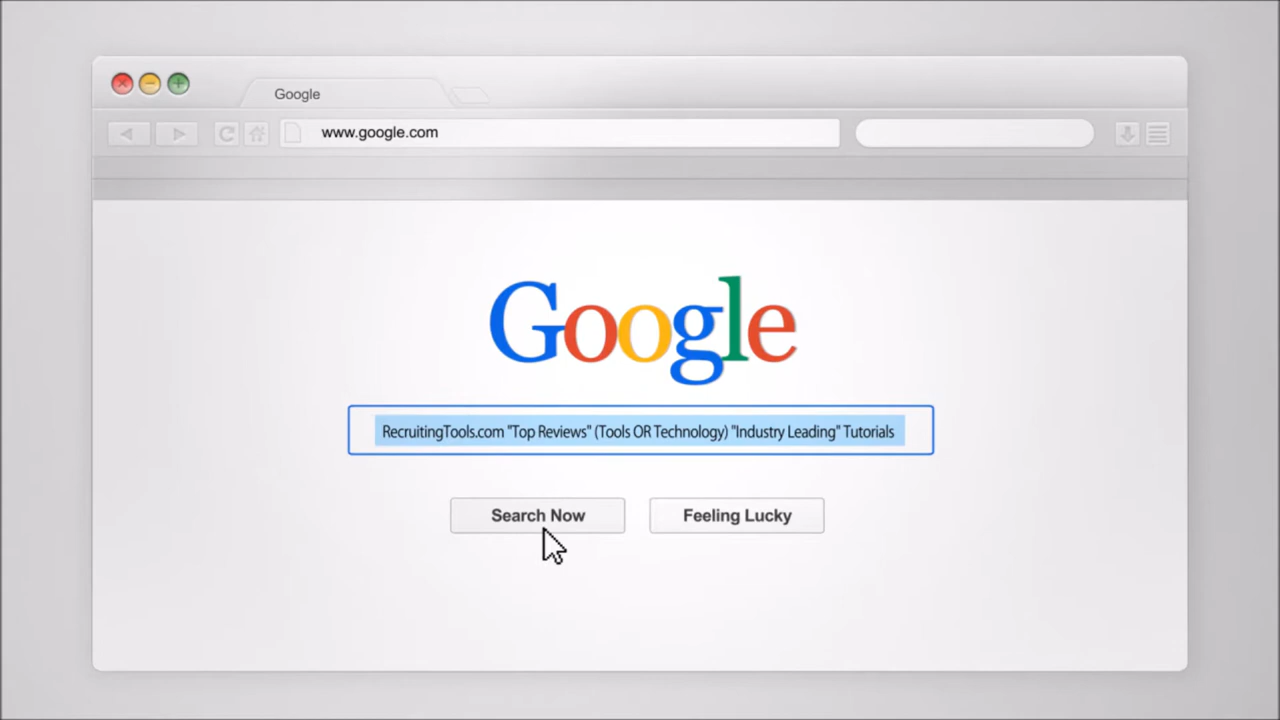 Google
www.google.com
Google
RecruitingTools.com "Top Reviews" (Tools OR Technology) "Industry Leading" Tutorials
Search Now Feeling Lucky